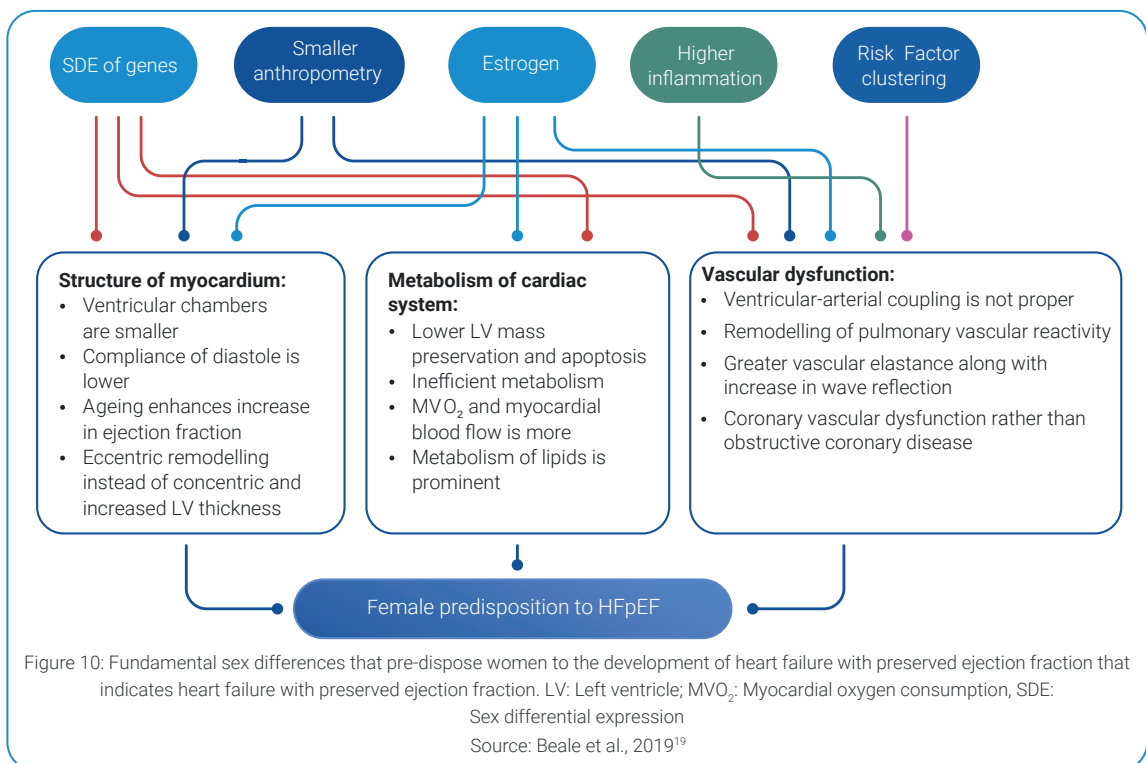 SDE of genes
Smaller
anthropometry
Estrogen
Higher
inflammation
Risk Factor
clustering
Structure of myocardium:
• Ventricular chambers
are smaller
• Compliance of diastole is
lower
• Ageing enhances increase
in ejection fraction
• Eccentric remodelling
instead of concentric and
increased LV thickness
Metabolism of cardiac
system:
• Lower LV mass
preservation and apoptosis
• Inefficient metabolism
• MVO₂ and myocardial
blood flow is more
• Metabolism of lipids is
prominent
Vascular dysfunction:
• Ventricular-arterial coupling is not proper
• Remodelling of pulmonary vascular reactivity
• Greater vascular elastance along with
increase in wave reflection
• Coronary vascular dysfunction rather than
obstructive coronary disease
Female predisposition to HFpEF
Figure 10: Fundamental sex differences that pre-dispose women to the development of heart failure with preserved ejection fraction that
indicates heart failure with preserved ejection fraction. LV: Left ventricle; MVO₂: Myocardial oxygen consumption, SDE:
Sex differential expression
Source: Beale et al., 2019¹⁹